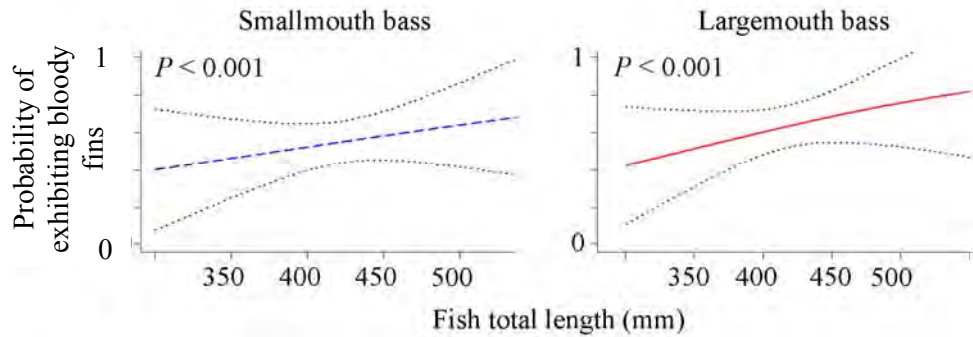 Smallmouth bass
Largemouth bass
Probability of
exhibiting bloody
fins
1
P < 0.001
0
350 400 450 500
1
P < 0.001
0
350 400 450 500
Fish total length (mm)